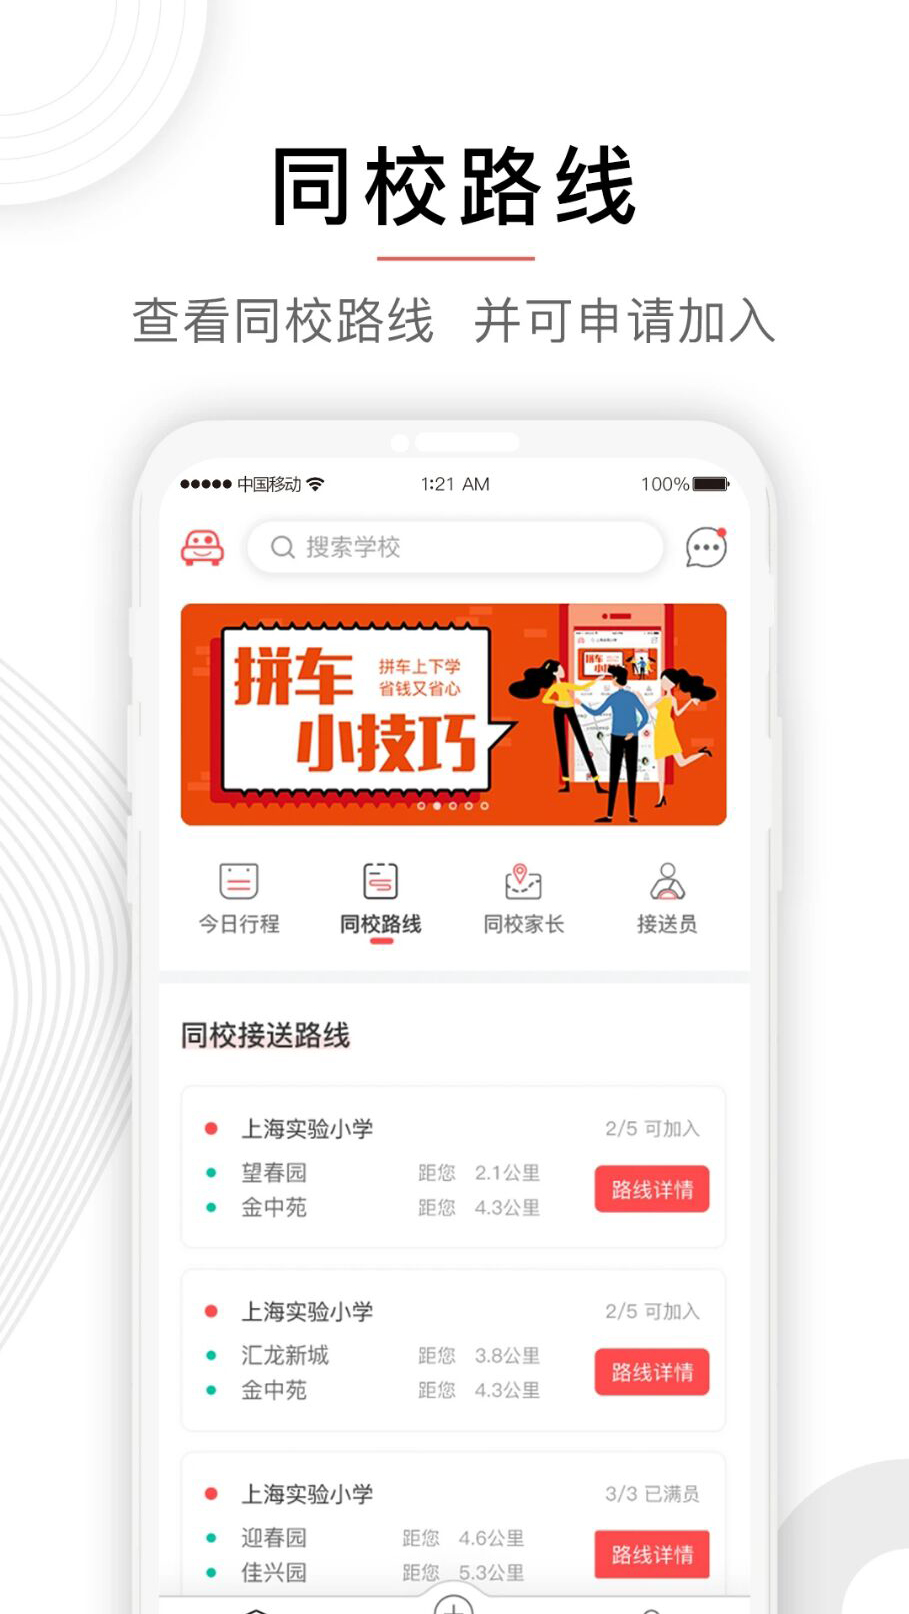 同校路线
查看同校路线 并可申请加入
中国移动 1:21 AM 100%
搜索学校
拼车 拼车上下学
省钱又省心
小技巧
今日行程 同校路线 同校家长 接送员
同校接送路线
上海实验小学 2/5 可加入
望春园 距您 2.1公里
路线详情
金中苑 距您 4.3公里
上海实验小学 2/5 可加入
汇龙新城 距您 3.8公里
路线详情
金中苑 距您 4.3公里
上海实验小学 3/3 已满员
迎春园 距您 4.6公里
路线详情
佳兴园 距您 5.3公里